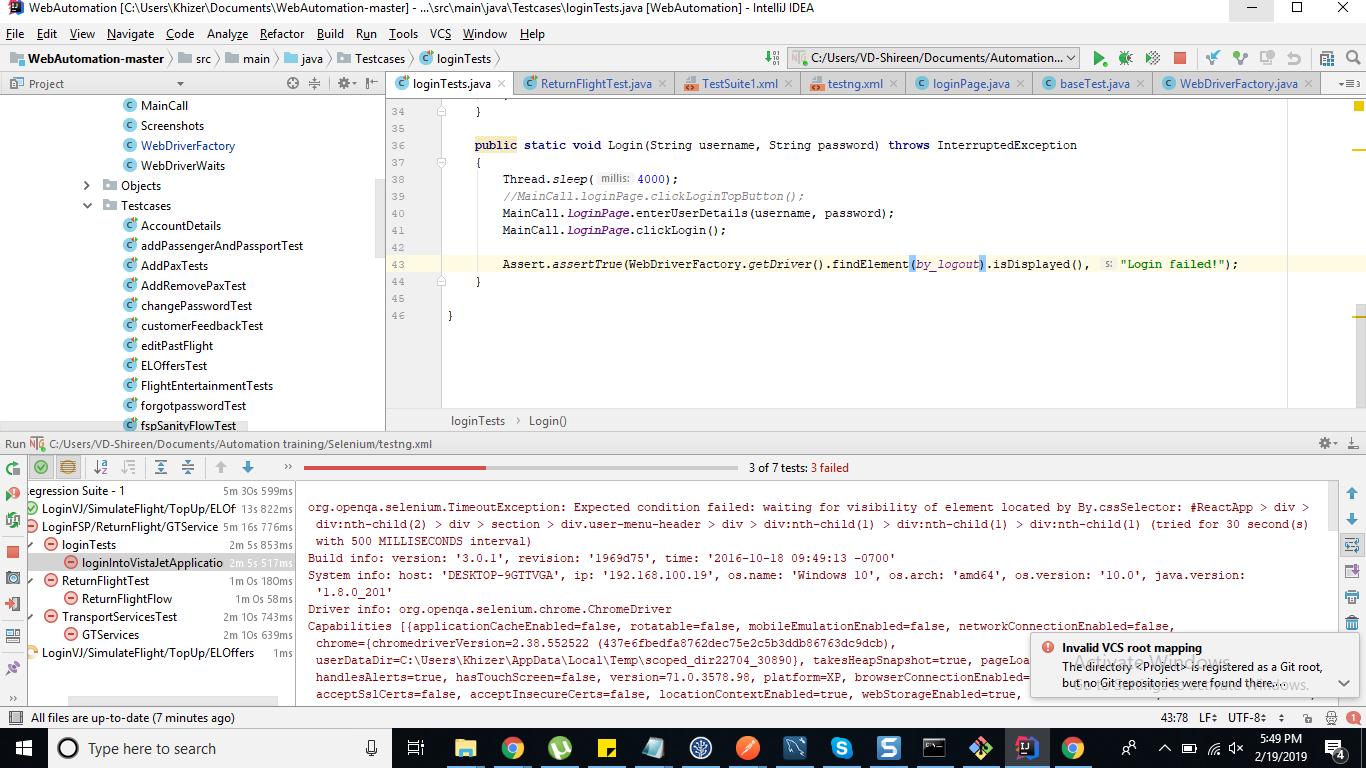 WebAutomation [C:\Users\Khizer\Documents\WebAutomation-master] - ...\src\main\java\Testcases\loginTests.java [WebAutomation] - IntelliJ IDEA
File Edit View Navigate Code Analyze Refactor Build Run Tools VCS Window Help
WebAutomation-master src main java Testcases loginTests C:/Users/VD-Shireen/Documents/Automation...
Project
loginTests.java ReturnFlightTest.java TestSuite1.xml testng.xml loginPage.java baseTest.java WebDriverFactory.java
MainCall
Screenshots
WebDriverFactory
WebDriverWaits
Objects
Testcases
AccountDetails
addPassengerAndPassportTest
AddPaxTests
AddRemovePaxTest
changePasswordTest
customerFeedbackTest
editPastFlight
ELOffersTest
FlightEntertainmentTests
forgotpasswordTest
fspSanityFlowTest
34 }
35
36 public static void Login(String username, String password) throws InterruptedException
37 {
38 Thread.sleep( millis: 4000);
39 //MainCall.loginPage.clickLoginTopButton();
40 MainCall.loginPage.enterUserDetails(username, password);
41 MainCall.loginPage.clickLogin();
42
43 Assert.assertTrue(WebDriverFactory.getDriver().findElement(by_logout).isDisplayed(), s: "Login failed!");
44 }
45
46 }
loginTests Login()
Run C:/Users/VD-Shireen/Documents/Automation training/Selenium/testng.xml
3 of 7 tests: 3 failed
egression Suite - 1 5m 30s 599ms
LoginVJ/SimulateFlight/TopUp/ELOff 13s 822ms
LoginFSP/ReturnFlight/GTService 5m 16s 776ms
loginTests 2m 5s 853ms
loginIntoVistaJetApplicatio 2m 5s 517ms
ReturnFlightTest 1m 0s 180ms
ReturnFlightFlow 1m 0s 58ms
TransportServicesTest 2m 10s 743ms
GTServices 2m 10s 639ms
LoginVJ/SimulateFlight/TopUp/ELOffers 1ms
org.openqa.selenium.TimeoutException: Expected condition failed: waiting for visibility of element located by By.cssSelector: #ReactApp > div >
div:nth-child(2) > div > section > div.user-menu-header > div > div:nth-child(1) > div:nth-child(1) > div:nth-child(1) (tried for 30 second(s)
with 500 MILLISECONDS interval)
Build info: version: '3.0.1', revision: '1969d75', time: '2016-10-18 09:49:13 -0700'
System info: host: 'DESKTOP-9GTTVGA', ip: '192.168.100.19', os.name: 'Windows 10', os.arch: 'amd64', os.version: '10.0', java.version:
'1.8.0_201'
Driver info: org.openqa.selenium.chrome.ChromeDriver
Capabilities [{applicationCacheEnabled=false, rotatable=false, mobileEmulationEnabled=false, networkConnectionEnabled=false,
chrome={chromedriverVersion=2.38.552522 (437e6fbedfa8762dec75e2c5b3ddb86763dc9dcb),
userDataDir=C:\Users\Khizer\AppData\Local\Temp\scoped_dir22704_30890}, takesHeapSnapshot=true, pageLoa
handlesAlerts=true, hasTouchScreen=false, version=71.0.3578.98, platform=XP, browserConnectionEnabled=
acceptSslCerts=false, acceptInsecureCerts=false, locationContextEnabled=true, webStorageEnabled=true,
Invalid VCS root mapping
The directory <Project> is registered as a Git root,
but no Git repositories were found there....
Activate Windows
Go to Settings to activate Windows.
All files are up-to-date (7 minutes ago) 43:78 LF UTF-8 1
Type here to search
5:49 PM
2/19/2019
4